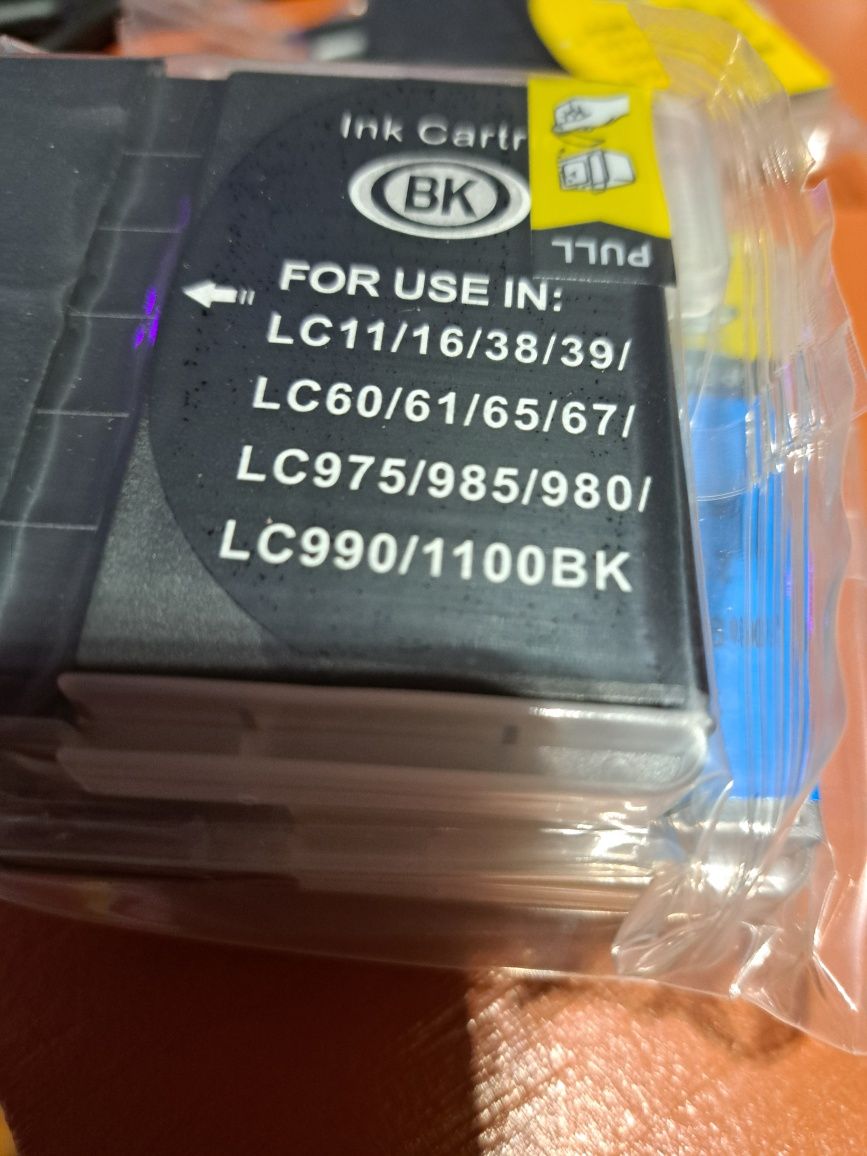 Ink Cartr
BK
PULL
FOR USE IN:
LC11/16/38/39/
LC60/61/65/67/
LC975/985/980/
LC990/1100BK